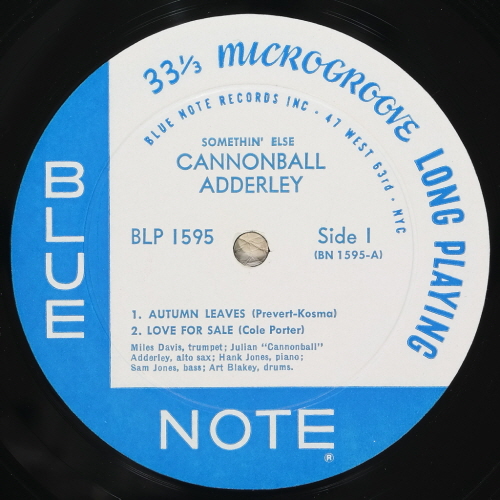 33⅓ MICROGROOVE LONG PLAYING
BLUE NOTE RECORDS INC · 47 WEST 63rd · NYC
SOMETHIN' ELSE
CANNONBALL
ADDERLEY
BLP 1595
Side 1
(BN 1595-A)
1. AUTUMN LEAVES (Prevert-Kosma)
2. LOVE FOR SALE (Cole Porter)
Miles Davis, trumpet; Julian "Cannonball"
Adderley, alto sax; Hank Jones, piano;
Sam Jones, bass; Art Blakey, drums.
BLUE
NOTE
®